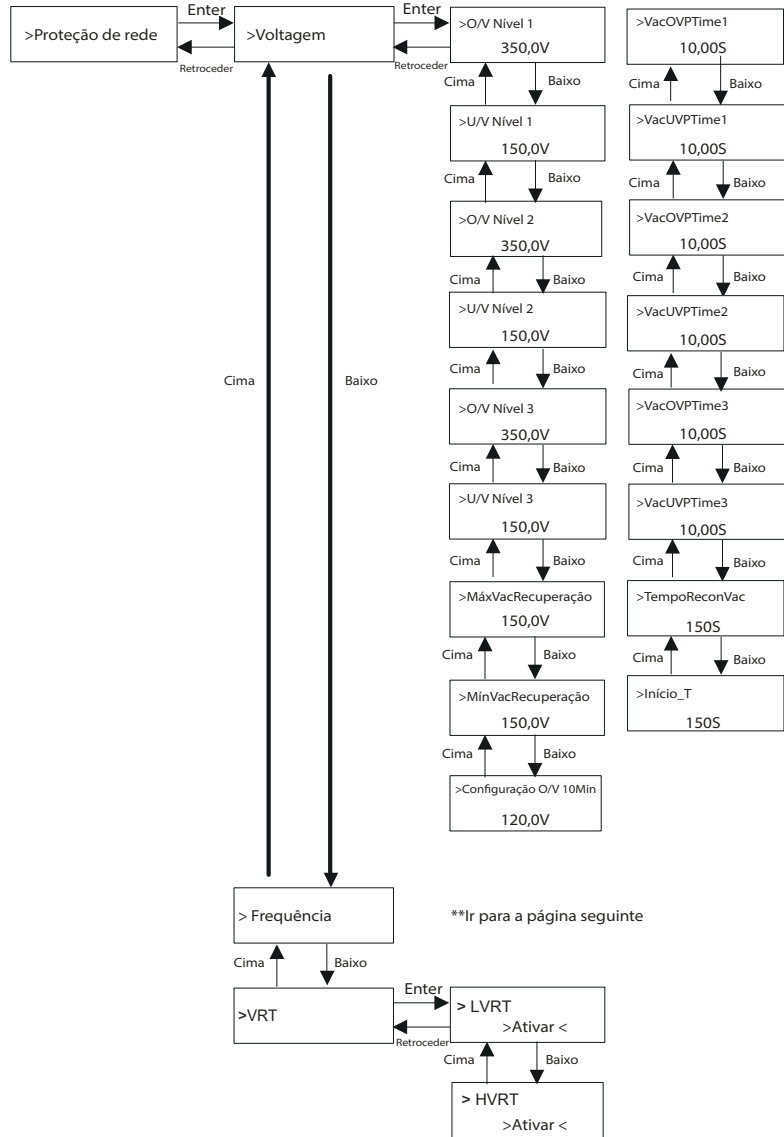 >Proteção de rede
Enter
Retroceder
>Voltagem
Enter
Retroceder
>O/V Nível 1
350,0V
Cima
Baixo
>U/V Nível 1
150,0V
Cima
Baixo
>O/V Nível 2
350,0V
Cima
Baixo
>U/V Nível 2
150,0V
Cima
Baixo
>O/V Nível 3
350,0V
Cima
Baixo
>U/V Nível 3
150,0V
Cima
Baixo
>MáxVacRecuperação
150,0V
Cima
Baixo
>MínVacRecuperação
150,0V
Cima
Baixo
>Configuração O/V 10Min
120,0V
>VacOVPTime1
10,00S
Cima
Baixo
>VacUVPTime1
10,00S
Cima
Baixo
>VacOVPTime2
10,00S
Cima
Baixo
>VacUVPTime2
10,00S
Cima
Baixo
>VacOVPTime3
10,00S
Cima
Baixo
>VacUVPTime3
10,00S
Cima
Baixo
>TempoReconVac
150S
Cima
Baixo
>Início_T
150S
Cima
Baixo
> Frequência
**Ir para a página seguinte
Cima
Baixo
>VRT
Enter
Retroceder
> LVRT
>Ativar <
Cima
Baixo
> HVRT
>Ativar <